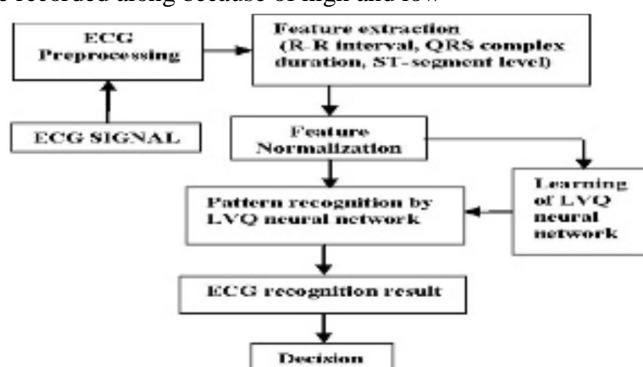 e recorded along because of high and low
ECG
Preprocessing
Feature extraction
(R-R interval, QRS complex
duration, ST-segment level)
ECG SIGNAL
Feature
Normalization
Pattern recognition by
LVQ neural network
Learning
of LVQ
neural
network
ECG recognition result
Decision